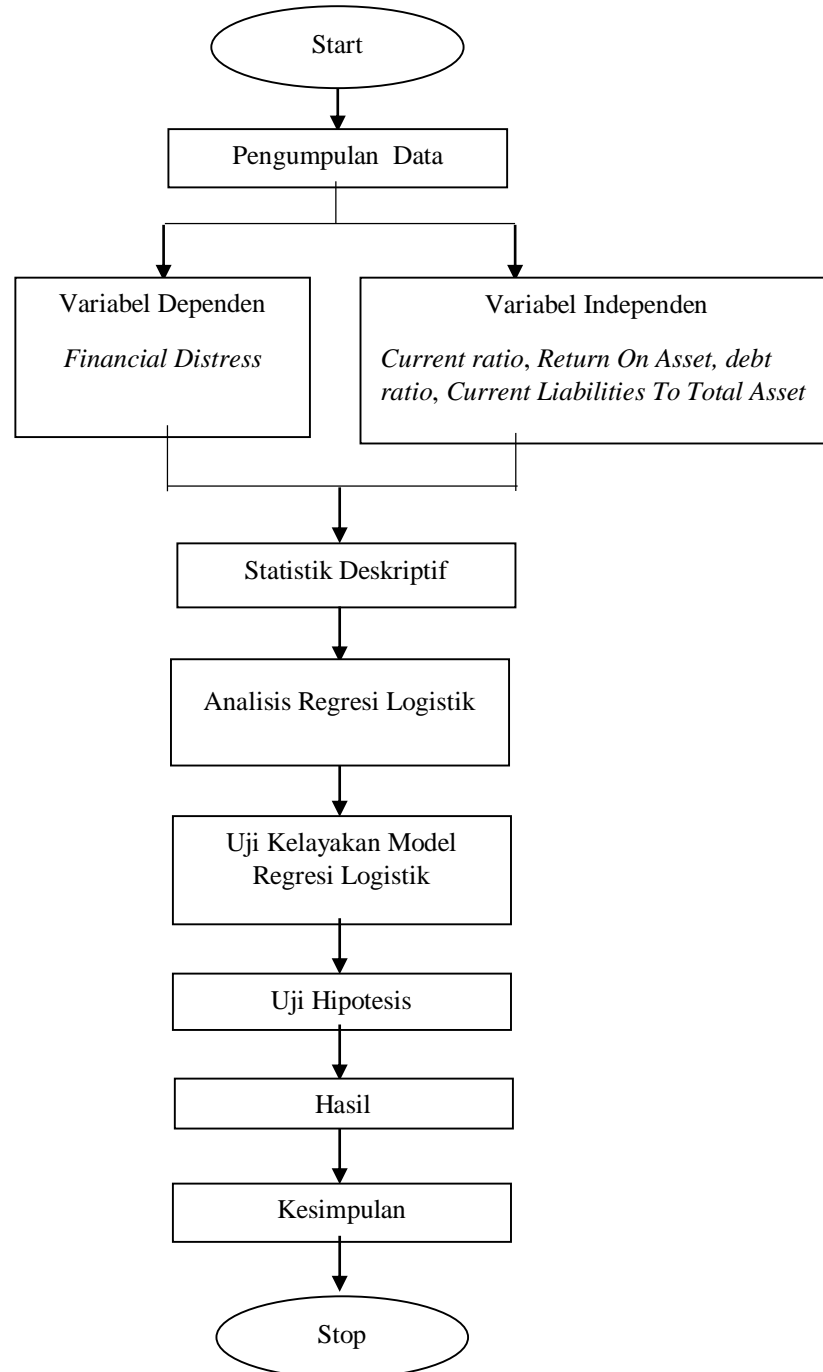 Start
Pengumpulan Data
Variabel Dependen
Financial Distress
Variabel Independen
Current ratio, Return On Asset, debt
ratio, Current Liabilities To Total Asset
Statistik Deskriptif
Analisis Regresi Logistik
Uji Kelayakan Model
Regresi Logistik
Uji Hipotesis
Hasil
Kesimpulan
Stop